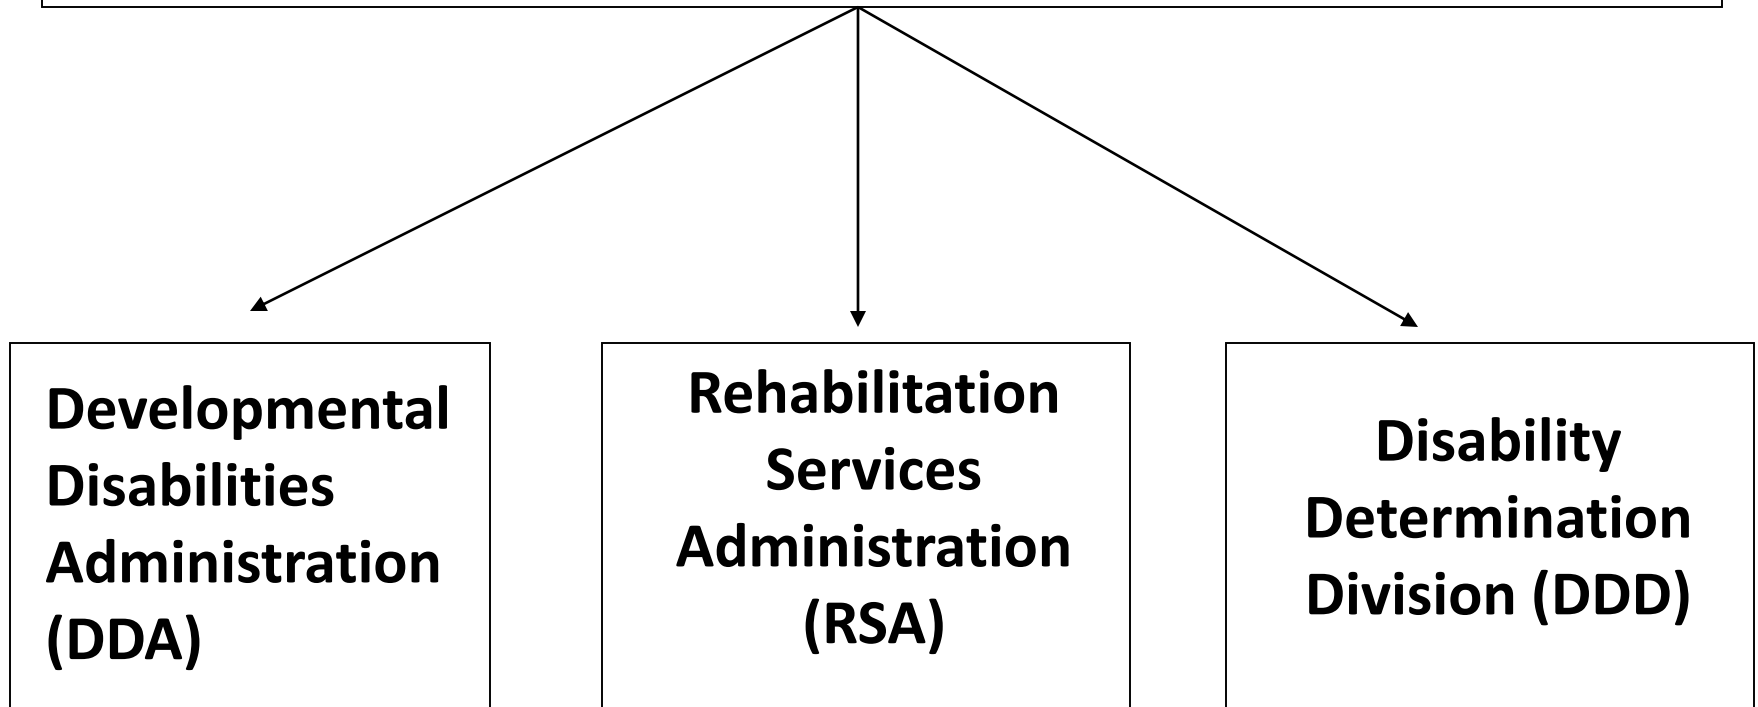 Developmental
Disabilities
Administration
(DDA)
Rehabilitation
Services
Administration
(RSA)
Disability
Determination
Division (DDD)